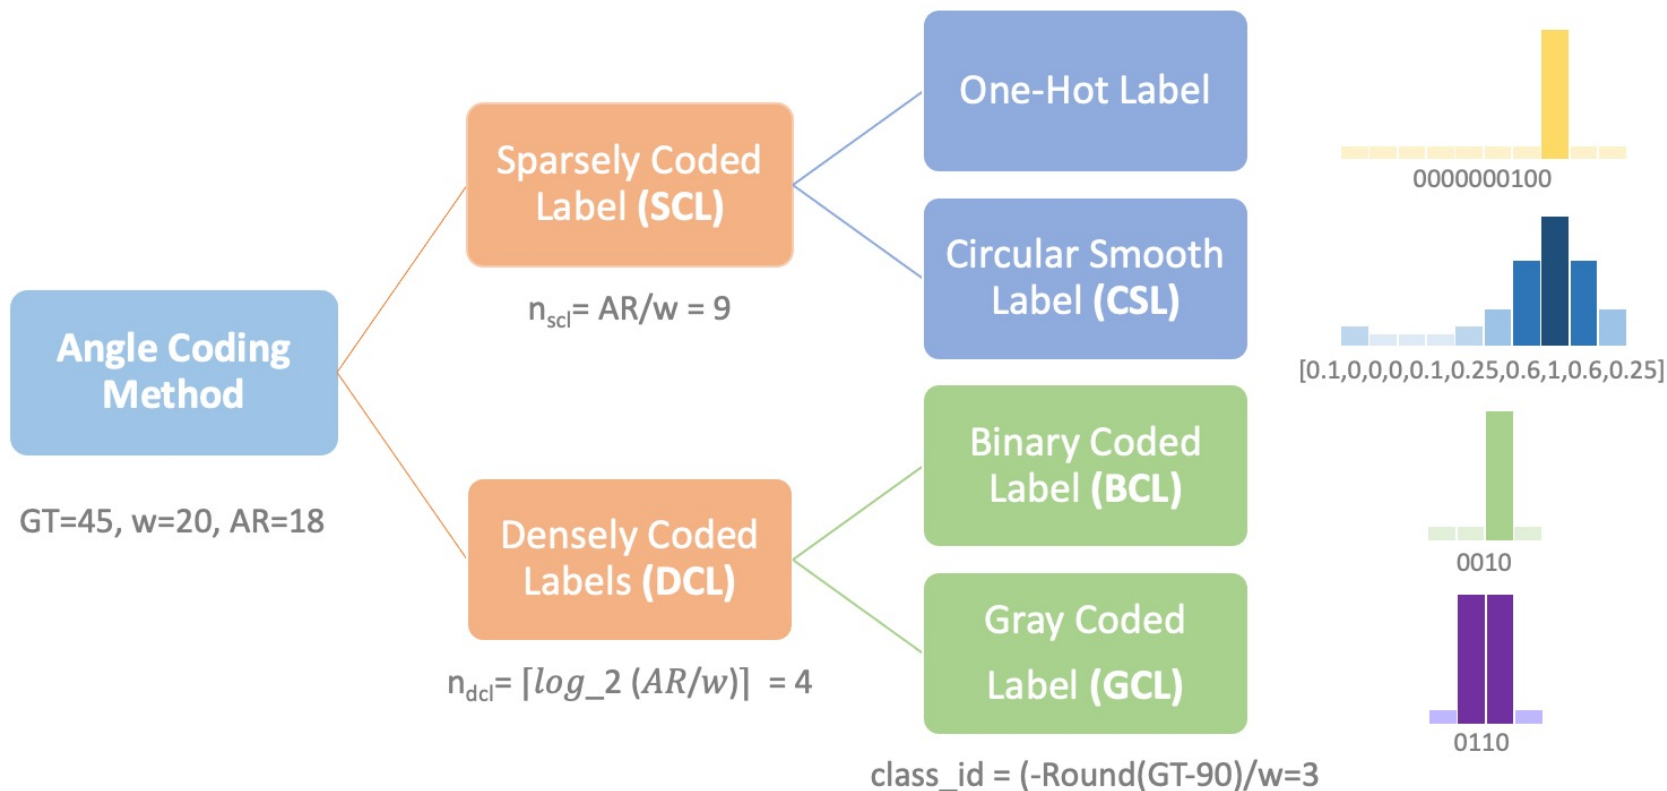 Angle Coding
Method
GT=45, w=20, AR=18
Sparsely Coded
Label (SCL)
nscl= AR/w = 9
Densely Coded
Labels (DCL)
ndcl= ⌈log_2 (AR/w)⌉ = 4
One-Hot Label
Circular Smooth
Label (CSL)
Binary Coded
Label (BCL)
Gray Coded
Label (GCL)
class_id = (-Round(GT-90)/w=3
0000000100
[0.1,0,0,0,0.1,0.25,0.6,1,0.6,0.25]
0010
0110